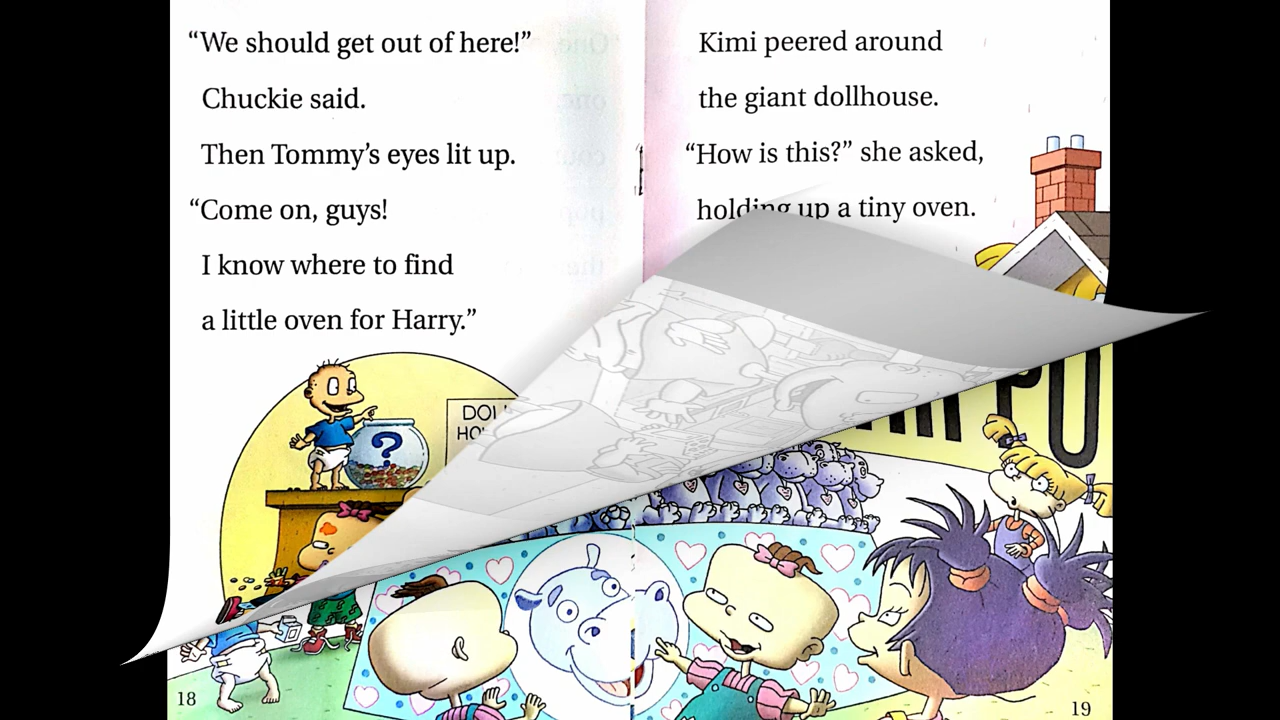 “We should get out of here!”
Chuckie said.
Then Tommy’s eyes lit up.
“Come on, guys!
I know where to find
a little oven for Harry.”
?
18
Kimi peered around
the giant dollhouse.
“How is this?” she asked,
holding up a tiny oven.
19